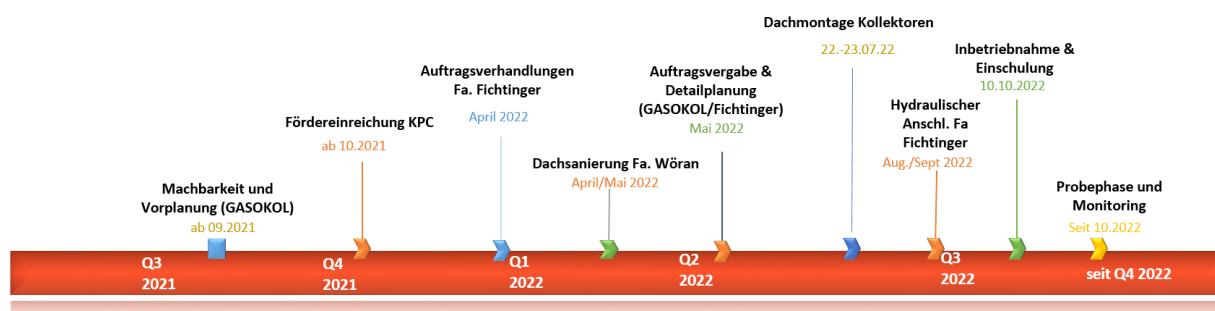 Machbarkeit und
Vorplanung (GASOKOL)
ab 09.2021
Fördereinreichung KPC
ab 10.2021
Auftragsverhandlungen
Fa. Fichtinger
April 2022
Dachsanierung Fa. Wöran
April/Mai 2022
Auftragsvergabe &
Detailplanung
(GASOKOL/Fichtinger)
Mai 2022
Dachmontage Kollektoren
22.-23.07.22
Hydraulischer
Anschl. Fa
Fichtinger
Aug./Sept 2022
Inbetriebnahme &
Einschulung
10.10.2022
Probephase und
Monitoring
Seit 10.2022
Q3
2021
Q4
2021
Q1
2022
Q2
2022
Q3
2022
seit Q4 2022